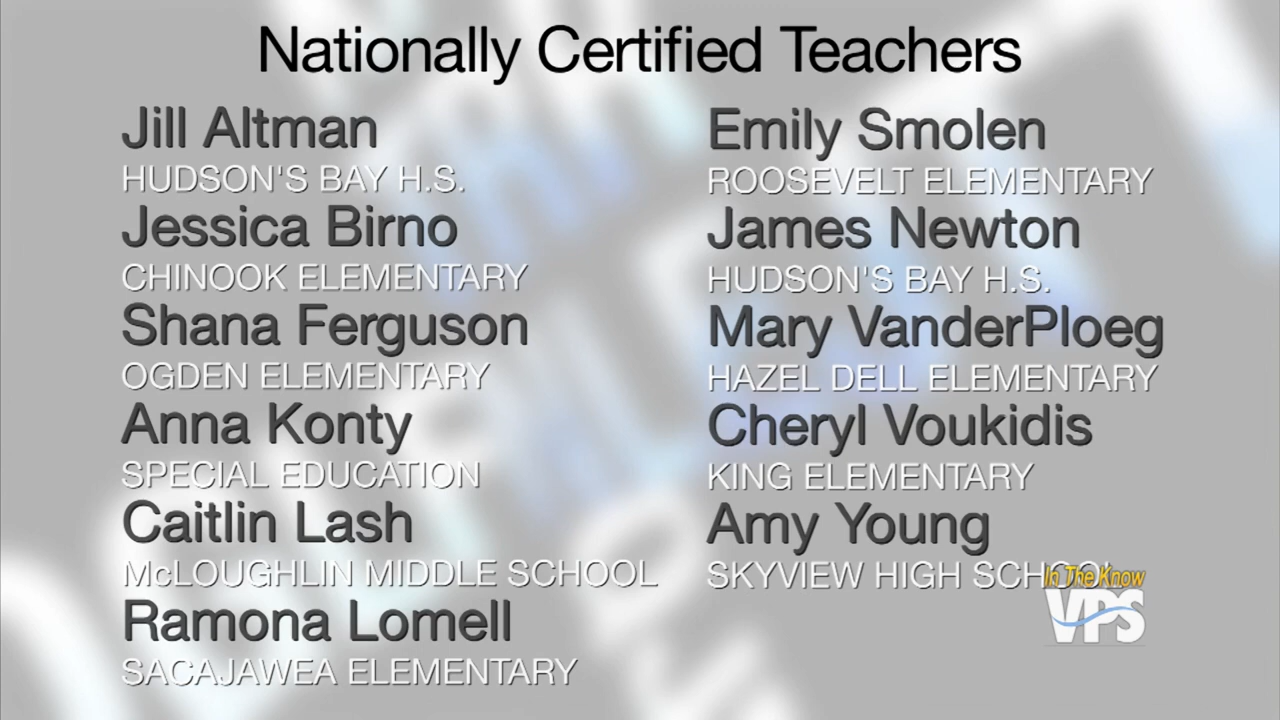 Nationally Certified Teachers
Jill Altman
HUDSON'S BAY H.S.
Jessica Birno
CHINOOK ELEMENTARY
Shana Ferguson
OGDEN ELEMENTARY
Anna Konty
SPECIAL EDUCATION
Caitlin Lash
McLOUGHLIN MIDDLE SCHOOL
Ramona Lomell
SACAJAWEA ELEMENTARY
Emily Smolen
ROOSEVELT ELEMENTARY
James Newton
HUDSON'S BAY H.S.
Mary VanderPloeg
HAZEL DELL ELEMENTARY
Cheryl Voukidis
KING ELEMENTARY
Amy Young
SKYVIEW HIGH
In The Know
VPS